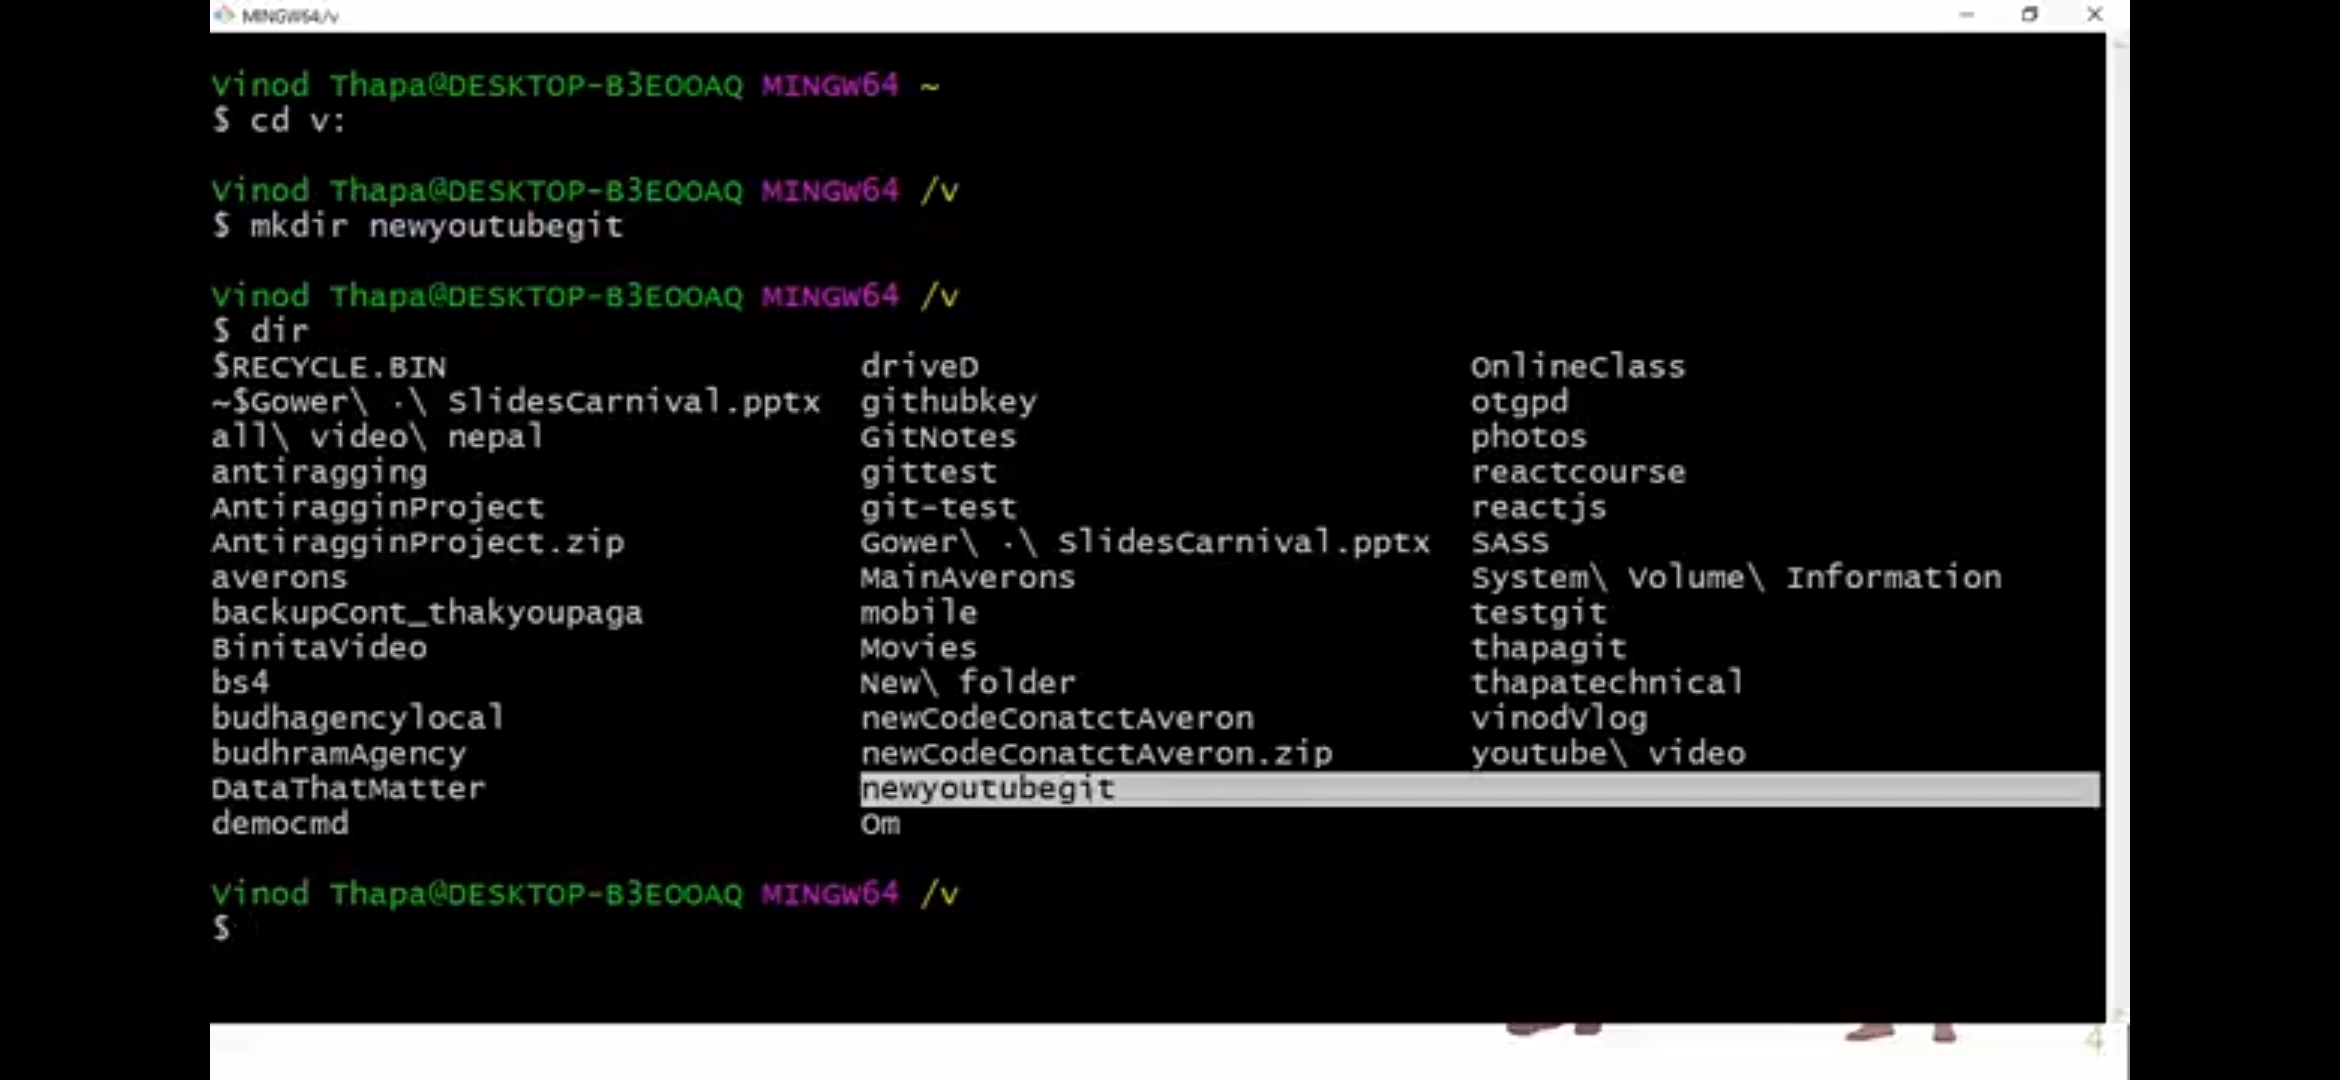 MINGW64:/v
Vinod Thapa@DESKTOP-B3EOOAQ MINGW64 ~
$ cd v:
Vinod Thapa@DESKTOP-B3EOOAQ MINGW64 /v
$ mkdir newyoutubegit
Vinod Thapa@DESKTOP-B3EOOAQ MINGW64 /v
$ dir
$RECYCLE.BIN driveD OnlineClass
~$Gower\ ·\ SlidesCarnival.pptx githubkey otgpd
all\ video\ nepal GitNotes photos
antiragging gittest reactcourse
AntiragginProject git-test reactjs
AntiragginProject.zip Gower\ ·\ SlidesCarnival.pptx SASS
averons MainAverons System\ Volume\ Information
backupCont_thakyoupaga mobile testgit
BinitaVideo Movies thapagit
bs4 New\ folder thapatechnical
budhagencylocal newCodeConatctAveron vinodVlog
budhramAgency newCodeConatctAveron.zip youtube\ video
DataThatMatter newyoutubegit
democmd Om
Vinod Thapa@DESKTOP-B3EOOAQ MINGW64 /v
$
4